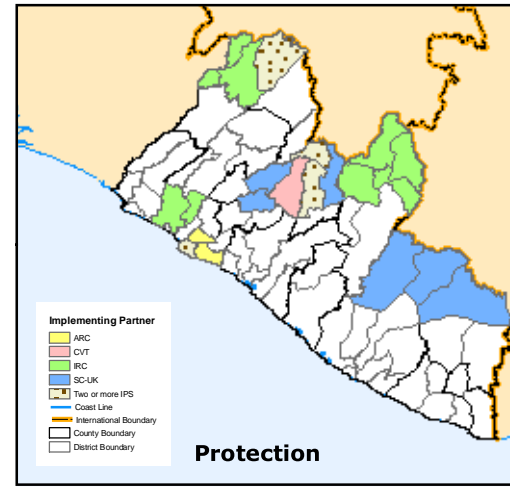 Implementing Partner
ARC
CVT
IRC
SC-UK
Two or more IPS
Coast Line
International Boundary
County Boundary
District Boundary
Protection